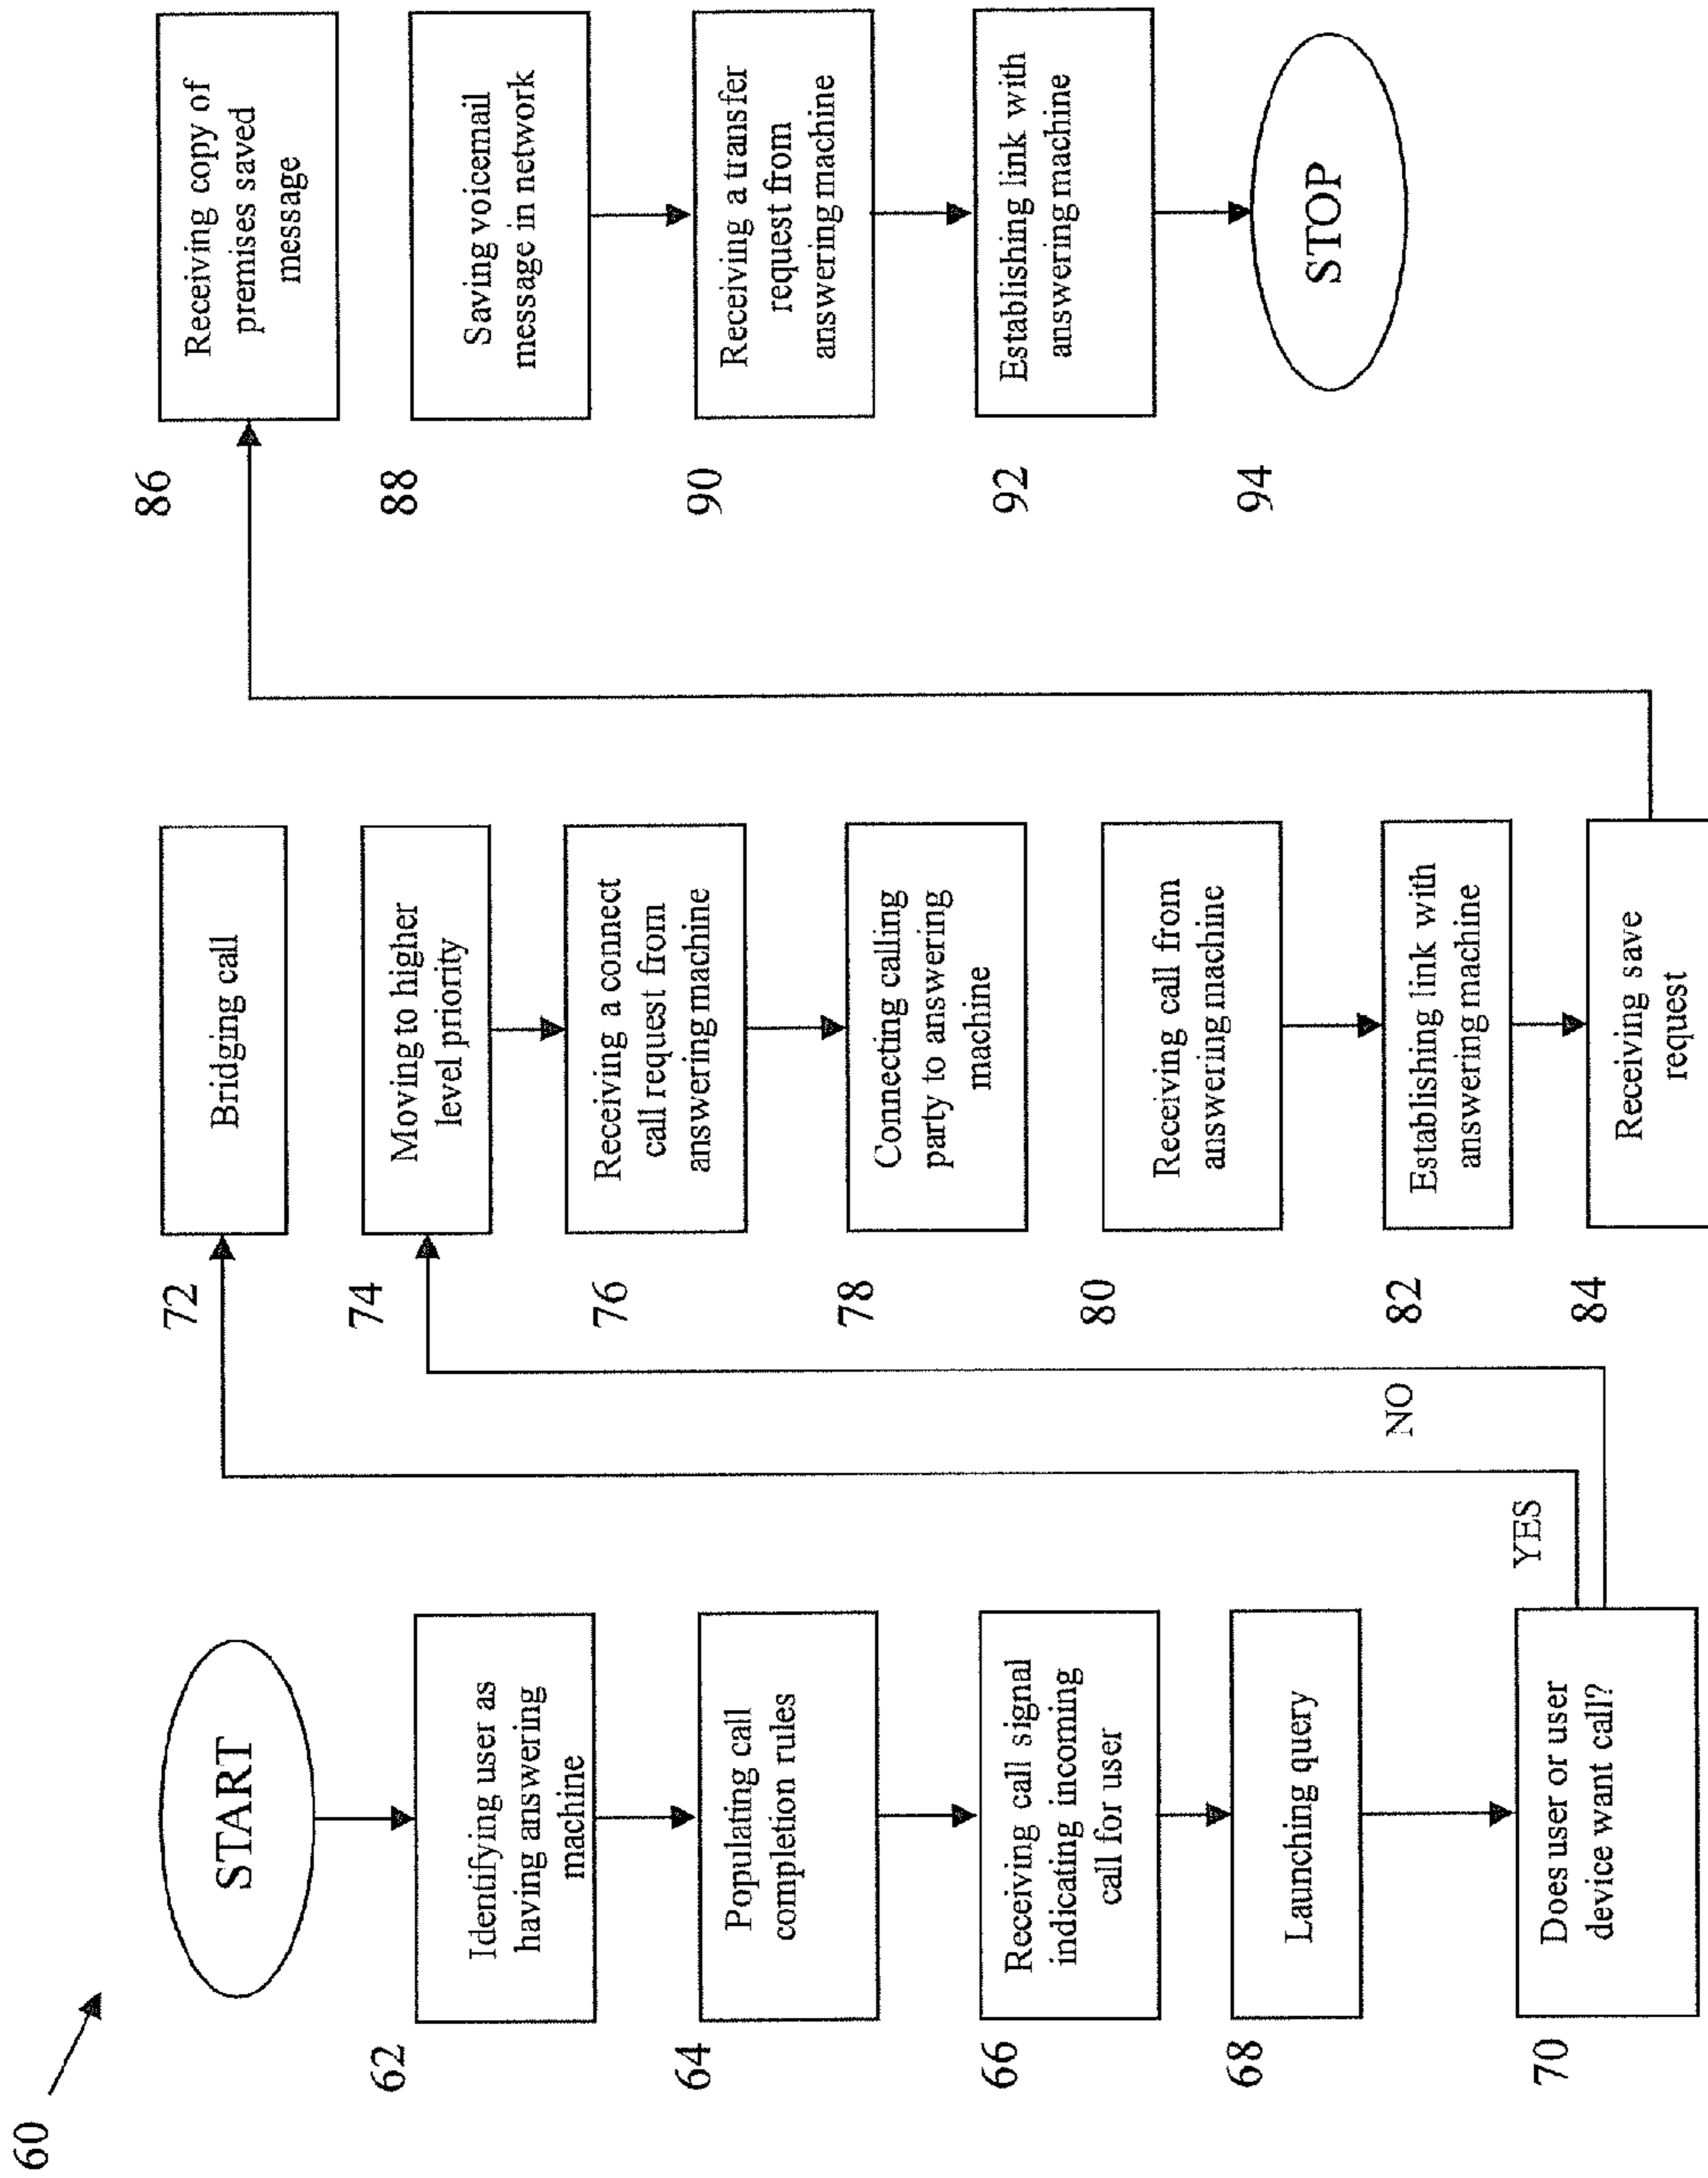 60
START
62
Identifying user as
having answering
machine
64
Populating call
completion rules
66
Receiving call signal
indicating incoming
call for user
68
Launching query
70
Does user or user
device want call?
YES
NO
72
Bridging call
74
Moving to higher
level priority
76
Receiving a connect
call request from
answering machine
78
Connecting calling
party to answering
machine
80
Receiving call from
answering machine
82
Establishing link with
answering machine
84
Receiving save
request
86
Receiving copy of
premises saved
message
88
Saving voicemail
message in network
90
Receiving a transfer
request from
answering machine
92
Establishing link with
answering machine
94
STOP